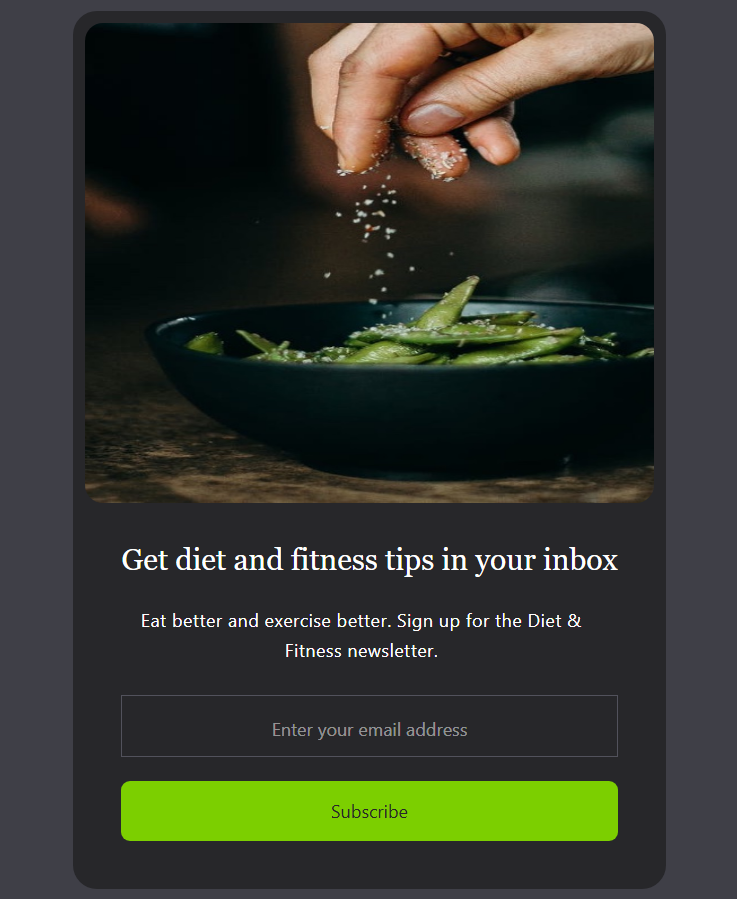 Get diet and fitness tips in your inbox
Eat better and exercise better. Sign up for the Diet &
Fitness newsletter.
Enter your email address
Subscribe